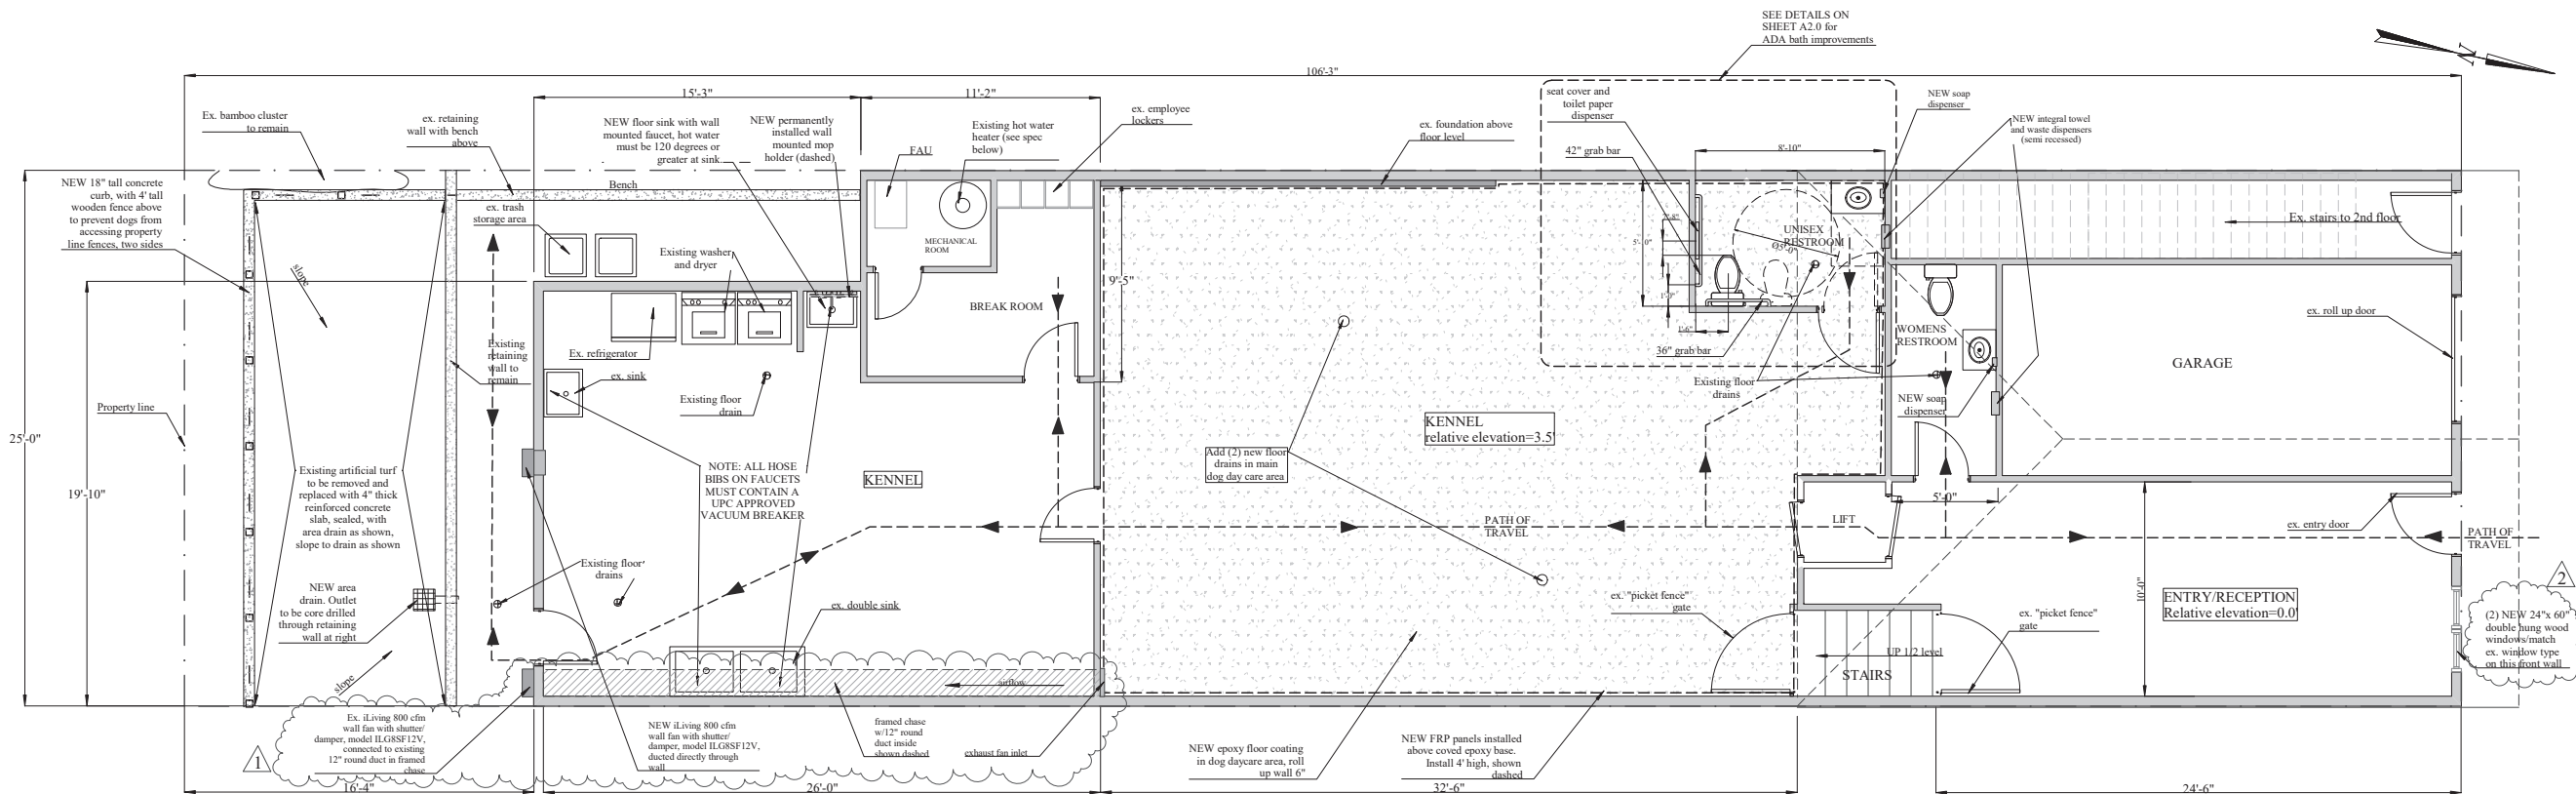 SEE DETAILS ON
SHEET A2.0 for
ADA bath improvements
N
106'-3"
15'-3"
11'-2"
Ex. bamboo cluster
to remain
ex. retaining
wall with bench
above
NEW floor sink with wall
mounted faucet, hot water
must be 120 degrees or
greater at sink
NEW permanently
installed wall
mounted mop
holder (dashed)
FAU
Existing hot water
heater (see spec
below)
ex. employee
lockers
ex. foundation above
floor level
seat cover and
toilet paper
dispenser
42" grab bar
8'-10"
NEW soap
dispenser
NEW integral towel
and waste dispensers
(semi recessed)
NEW 18" tall concrete
curb, with 4' tall
wooden fence above
to prevent dogs from
accessing property
line fences, two sides
Bench
ex. trash
storage area
Existing washer
and dryer
MECHANICAL
ROOM
BREAK ROOM
9'-5"
5'-10"
1'-0"
1'-6"
36" grab bar
UNISEX
RESTROOM
Ø5'-0"
Ex. stairs to 2nd floor
slope
Existing
retaining
wall to
remain
Ex. refrigerator
ex. sink
Existing floor
drain
Existing floor
drains
WOMENS
RESTROOM
NEW soap
dispenser
GARAGE
ex. roll up door
Property line
25'-0"
19'-10"
Existing artificial turf
to be removed and
replaced with 4" thick
reinforced concrete
slab, sealed, with
area drain as shown,
slope to drain as shown
NOTE: ALL HOSE
BIBS ON FAUCETS
MUST CONTAIN A
UPC APPROVED
VACUUM BREAKER
KENNEL
Add (2) new floor
drains in main
dog day care area
KENNEL
relative elevation=3.5'
PATH OF
TRAVEL
LIFT
5'-0"
ex. entry door
PATH OF
TRAVEL
NEW area
drain. Outlet
to be core drilled
through retaining
wall at right
Existing floor
drains
ex. double sink
ex. "picket fence"
gate
10'-0"
ENTRY/RECEPTION
Relative elevation=0.0'
ex. "picket fence"
gate
2
(2) NEW 24"x 60"
double hung wood
windows/match
ex. window type
on this front wall
slope
airflow
UP 1/2 level
STAIRS
1
Ex. iLiving 800 cfm
wall fan with shutter/
damper, model ILG8SF12V,
connected to existing
12" round duct in framed
chase
NEW iLiving 800 cfm
wall fan with shutter/
damper, model ILG8SF12V,
ducted directly through
wall
framed chase
w/12" round
duct inside
shown dashed
exhaust fan inlet
NEW epoxy floor coating
in dog daycare area, roll
up wall 6"
NEW FRP panels installed
above coved epoxy base.
Install 4' high, shown
dashed
16'-4"
26'-0"
32'-6"
24'-6"